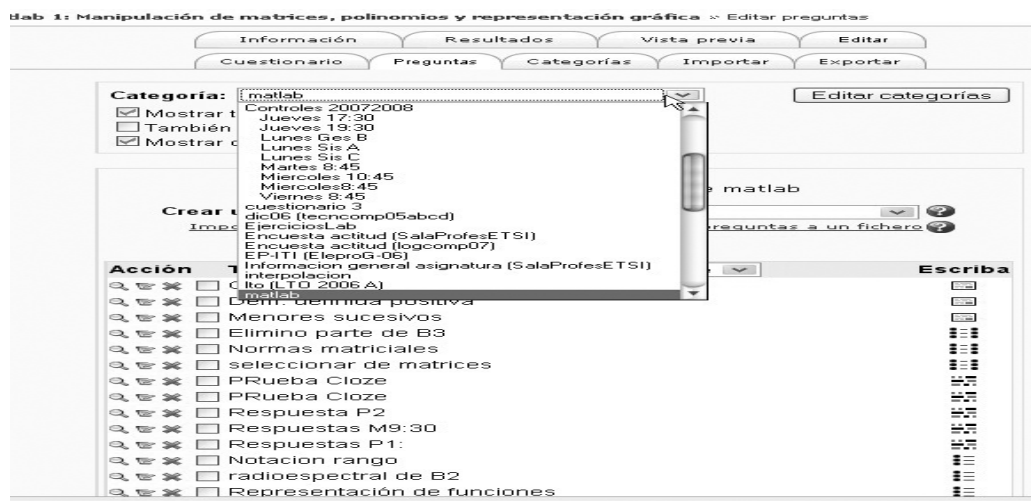 lab 1: Manipulación de matrices, polinomios y representación gráfica » Editar preguntas
Información Resultados Vista previa Editar
Cuestionario Preguntas Categorías Importar Exportar
Categoría: matlab Editar categorías
Mostrar t
También
Mostrar
Controles 20072008
Jueves 17:30
Jueves 19:30
Lunes Ges B
Lunes Sis A
Lunes Sis C
Martes 8:45
Miercoles 10:45
Miercoles8:45
Viernes 8:45
cuestionario 3
dic06 (tecncomp05abcd)
EjerciciosLab
Encuesta actitud (SalaProfesETSI)
Encuesta actitud (logcomp07)
EP-ITI (EleproG-06)
Informacion general asignatura (SalaProfesETSI)
interpolacion
lto (LTO 2006 A)
matlab
matlab
Crear
Impo
preguntas a un fichero
Acción T Escriba
Dem. definida positiva
Menores sucesivos
Elimino parte de B3
Normas matriciales
seleccionar de matrices
PRueba Cloze
PRueba Cloze
Respuesta P2
Respuestas M9:30
Respuestas P1:
Notacion rango
radioespectral de B2
Representación de funciones